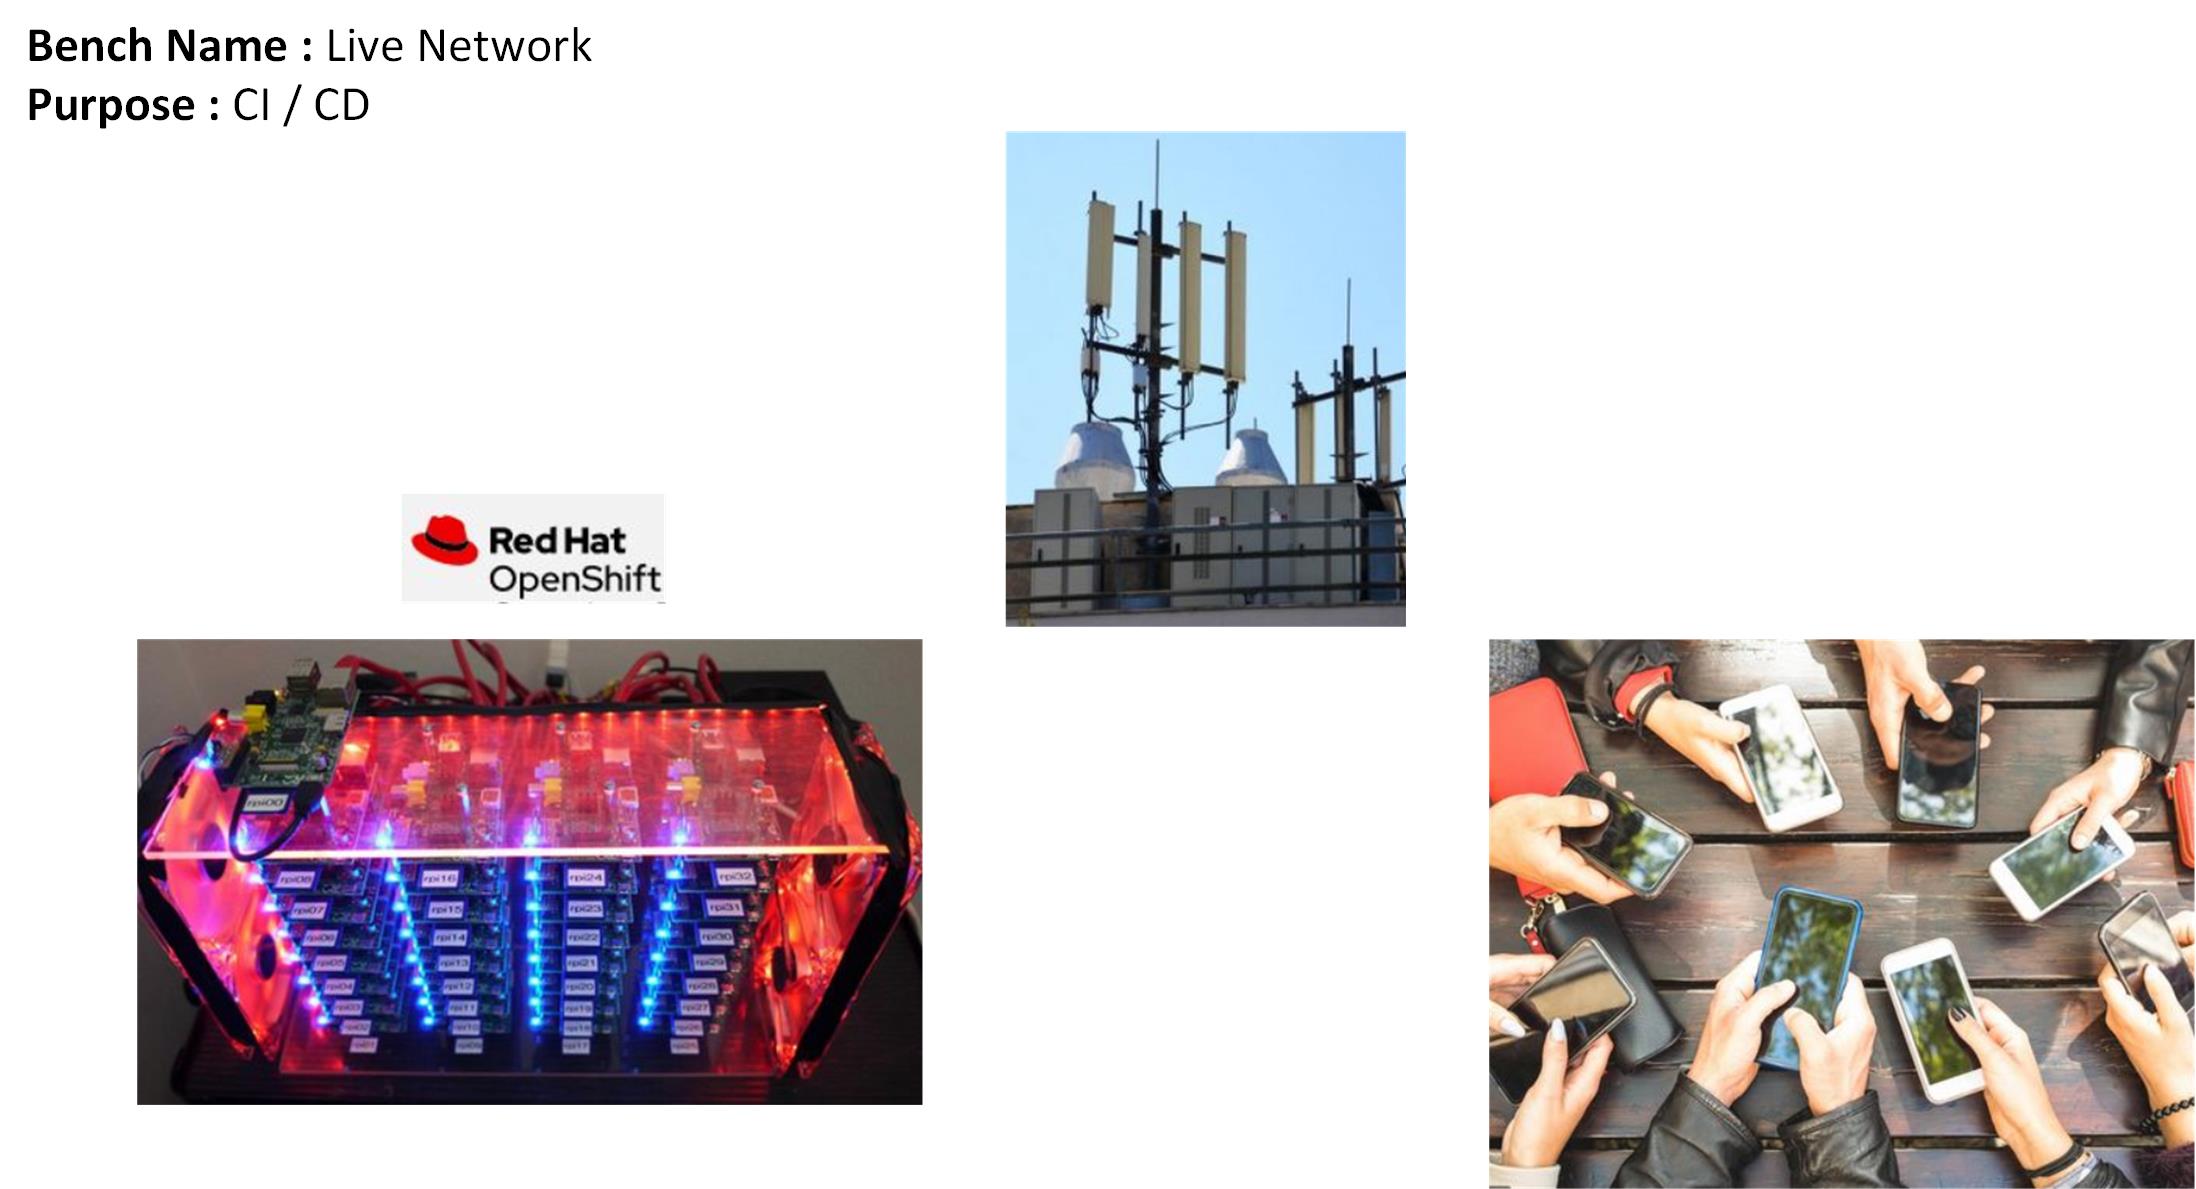 Bench Name : Live Network
Purpose : CI / CD
Red Hat
OpenShift
rpi00
rpi08
rpi16
rpi24
rpi32
rpi07
rpi15
rpi23
rpi31
rpi06
rpi14
rpi22
rpi30
rpi05
rpi13
rpi21
rpi29
rpi04
rpi12
rpi20
rpi28
rpi03
rpi11
rpi19
rpi27
rpi02
rpi10
rpi18
rpi26
rpi01
rpi09
rpi17
rpi25